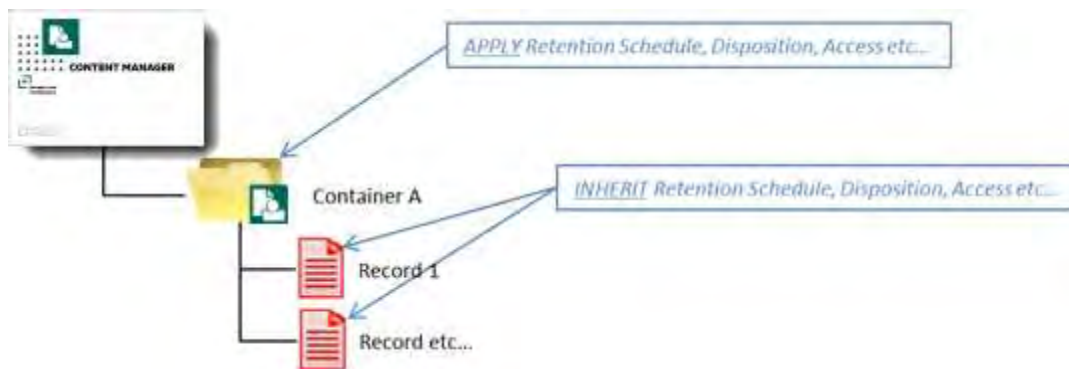 APPLY Retention Schedule, Disposition, Access etc...
CONTENT MANAGER
Container A
INHERIT Retention Schedule, Disposition, Access etc...
Record 1
Record etc...